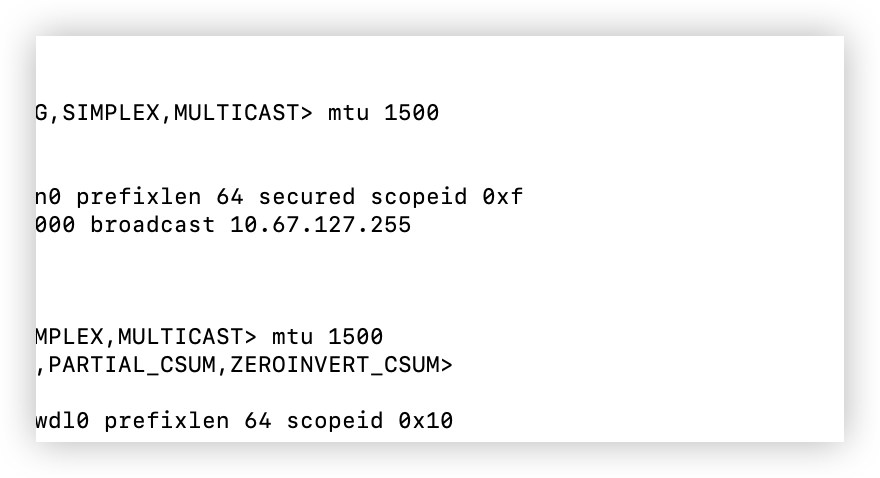 G,SIMPLEX,MULTICAST> mtu 1500
n0 prefixlen 64 secured scopeid 0xf
000 broadcast 10.67.127.255
MPLEX,MULTICAST> mtu 1500
,PARTIAL_CSUM,ZEROINVERT_CSUM>
wdl0 prefixlen 64 scopeid 0x10